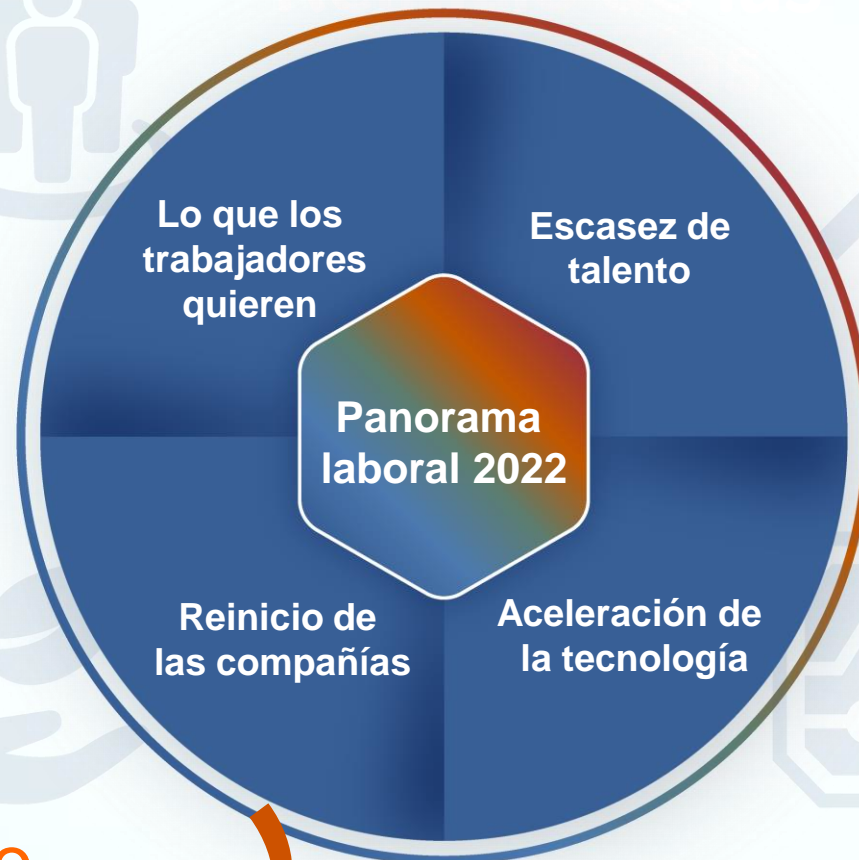 Lo que los
trabajadores
quieren
Escasez de
talento
Panorama
laboral 2022
Reinicio de
las compañías
Aceleración de
la tecnología